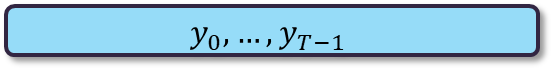 y₀, ..., y_{T−1}